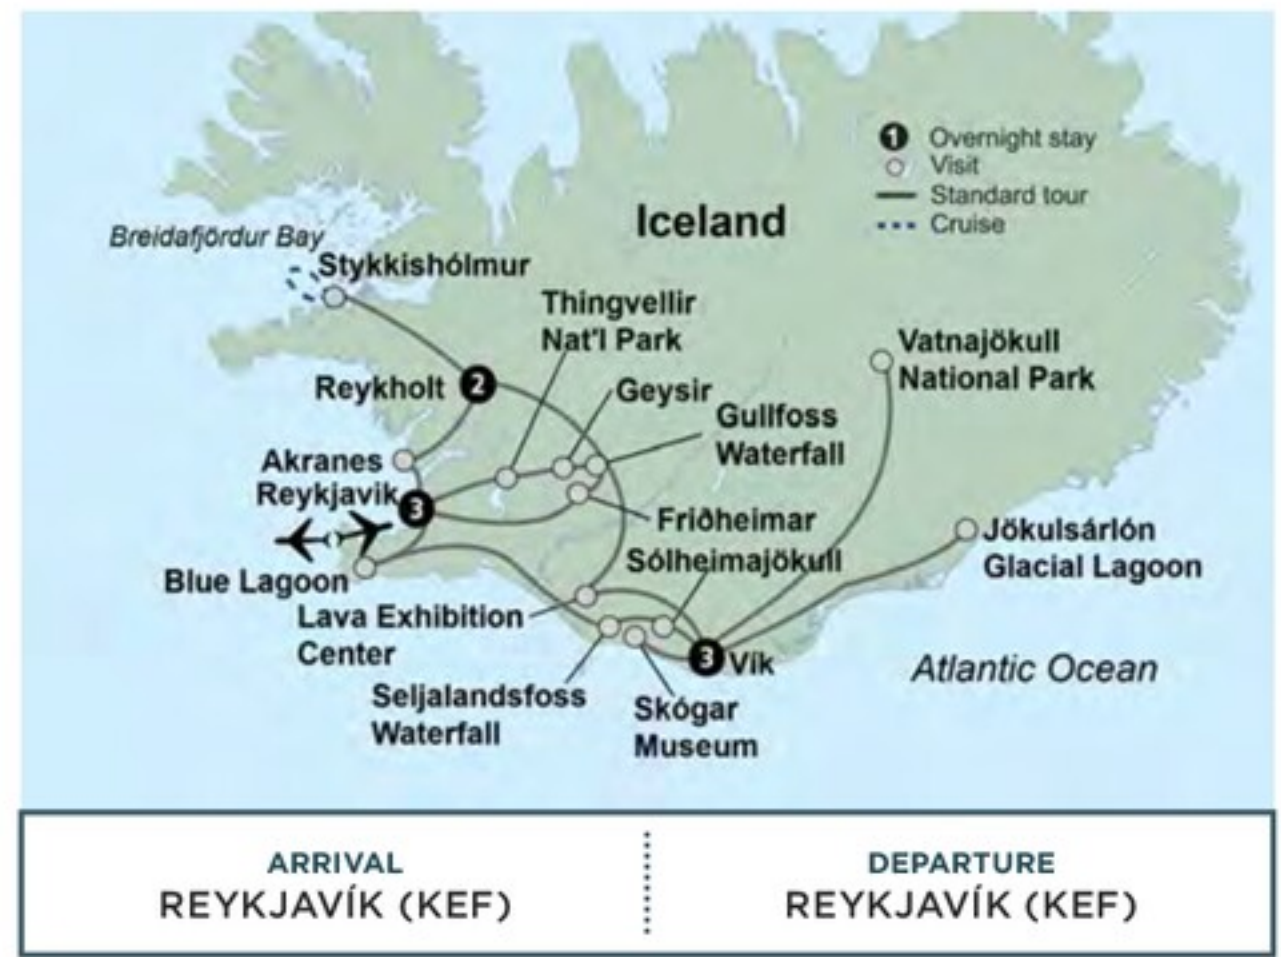 1 Overnight stay
Visit
Standard tour
Cruise
Iceland
Breidafjördur Bay
Stykkishólmur
Thingvellir
Nat'l Park
Vatnajökull
National Park
Reykholt
2
Geysir
Gullfoss
Waterfall
Akranes
Reykjavik
3
Friðheimar
Jökulsárlón
Glacial Lagoon
Sólheimajökull
Blue Lagoon
Lava Exhibition
Center
3 Vík
Atlantic Ocean
Seljalandsfoss
Waterfall
Skógar
Museum
ARRIVAL
REYKJAVÍK (KEF)
DEPARTURE
REYKJAVÍK (KEF)